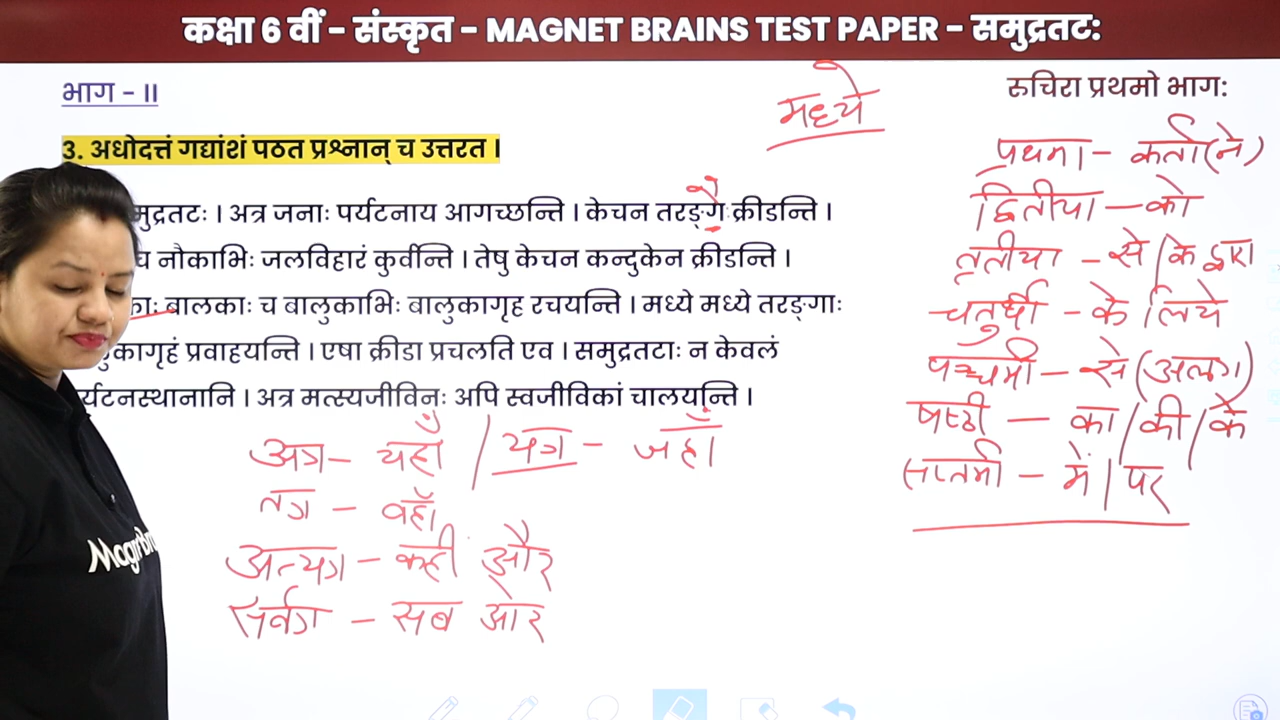 कक्षा 6 वीं - संस्कृत - MAGNET BRAINS TEST PAPER - समुद्रतट:
भाग - II
मध्ये
रुचिरा प्रथमो भाग:
3. अधोदत्तं गद्यांशं पठत प्रश्नान् च उत्तरत ।
मुद्रतटः । अत्र जनाः पर्यटनाय आगच्छन्ति । केचन तरङ्गै क्रीडन्ति ।
च नौकाभिः जलविहारं कुर्वन्ति । तेषु केचन कन्दुकेन क्रीडन्ति ।
काः बालकाः च बालुकाभिः बालुकागृह रचयन्ति । मध्ये मध्ये तरङ्गाः
ुकागृहं प्रवाहयन्ति । एषा क्रीडा प्रचलति एव । समुद्रतटाः न केवलं
र्यटनस्थानानि । अत्र मत्स्यजीविनः अपि स्वजीविकां चालयन्ति ।
प्रथमा - कर्ता (ने)
द्वितीया - को
तृतीया - से / के द्वारा
चतुर्थी - के लिये
पञ्चमी - से (अलग)
षष्ठी - का / की / के
सप्तमी - में / पर
अत्र - यहाँ / यत्र - जहाँ
तत्र - वहाँ
अन्यत्र - कही और
सर्वत्र - सब ओर